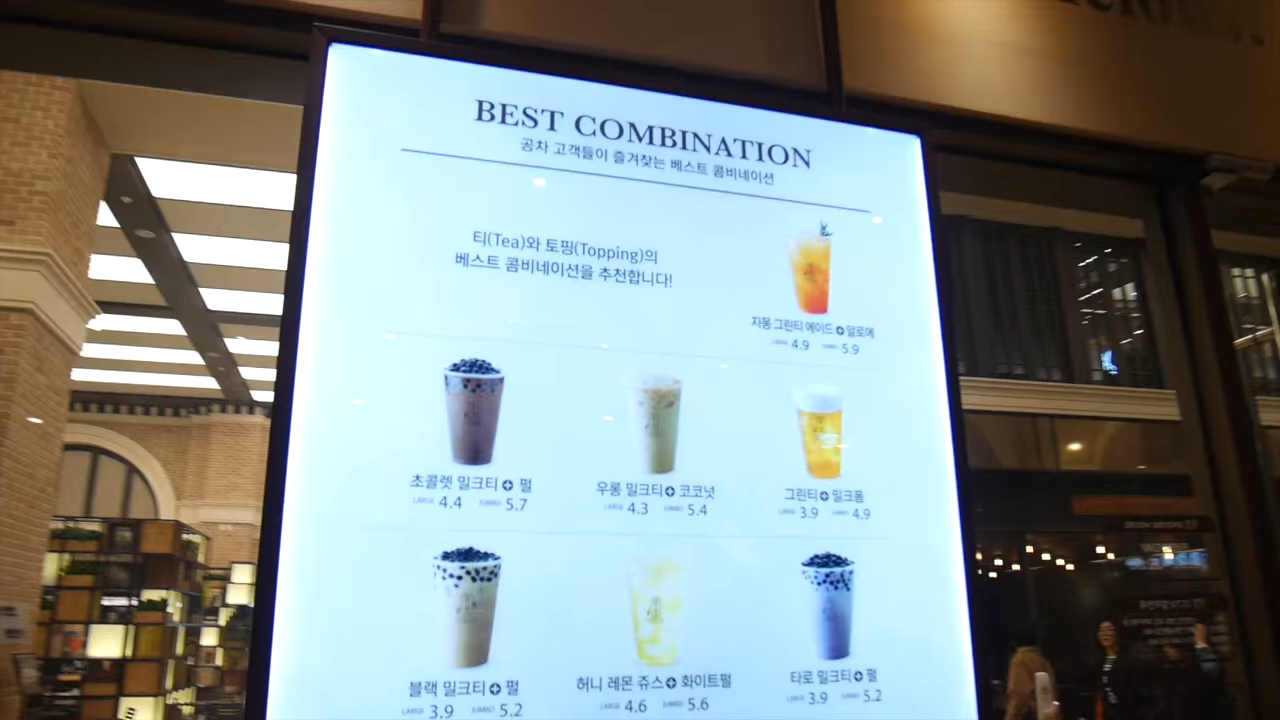 BEST COMBINATION
공차 고객들이 즐겨찾는 베스트 콤비네이션
티(Tea)와 토핑(Topping)의
베스트 콤비네이션을 추천합니다!
자몽 그린티 에이드 + 알로에
LARGE 4.9 JUMBO 5.9
초콜렛 밀크티 + 펄
LARGE 4.4 JUMBO 5.7
우롱 밀크티 + 코코넛
LARGE 4.3 JUMBO 5.4
그린티 + 밀크폼
LARGE 3.9 JUMBO 4.9
블랙 밀크티 + 펄
LARGE 3.9 JUMBO 5.2
허니 레몬 쥬스 + 화이트펄
LARGE 4.6 JUMBO 5.6
타로 밀크티 + 펄
LARGE 3.9 JUMBO 5.2